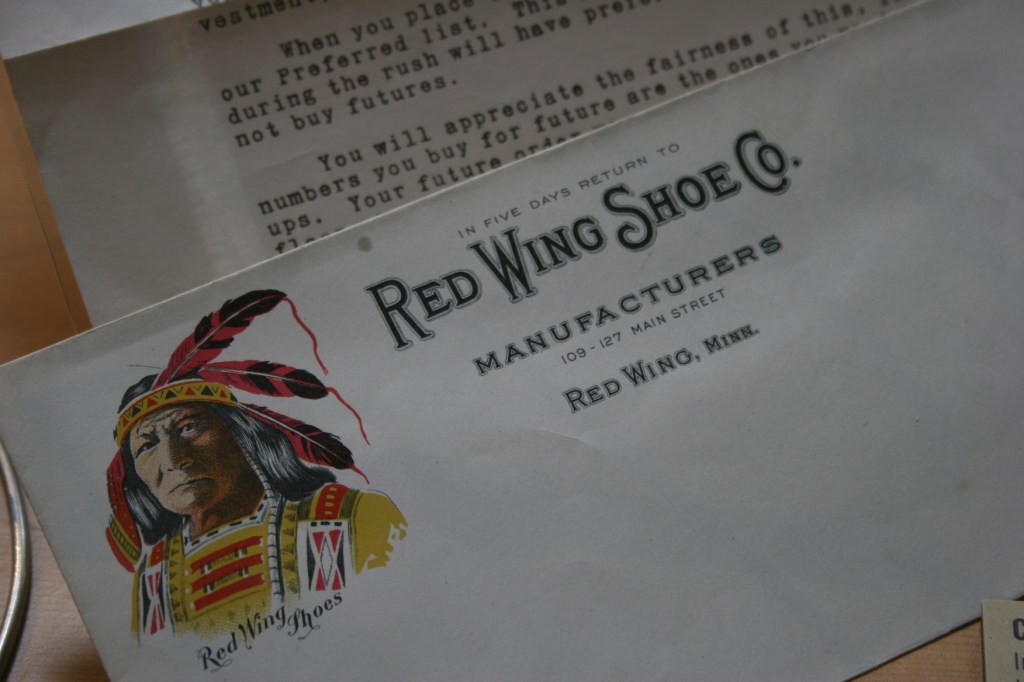 vestment.
When you place
our Preferred list. This
during the rush will have
not buy futures.
You will appreciate the fairness of this,
numbers you buy for future are the ones you
ups. Your future
IN FIVE DAYS RETURN TO
RED WING SHOE CO.
MANUFACTURERS
109-127 MAIN STREET
RED WING, MINN.
Red Wing
Shoes